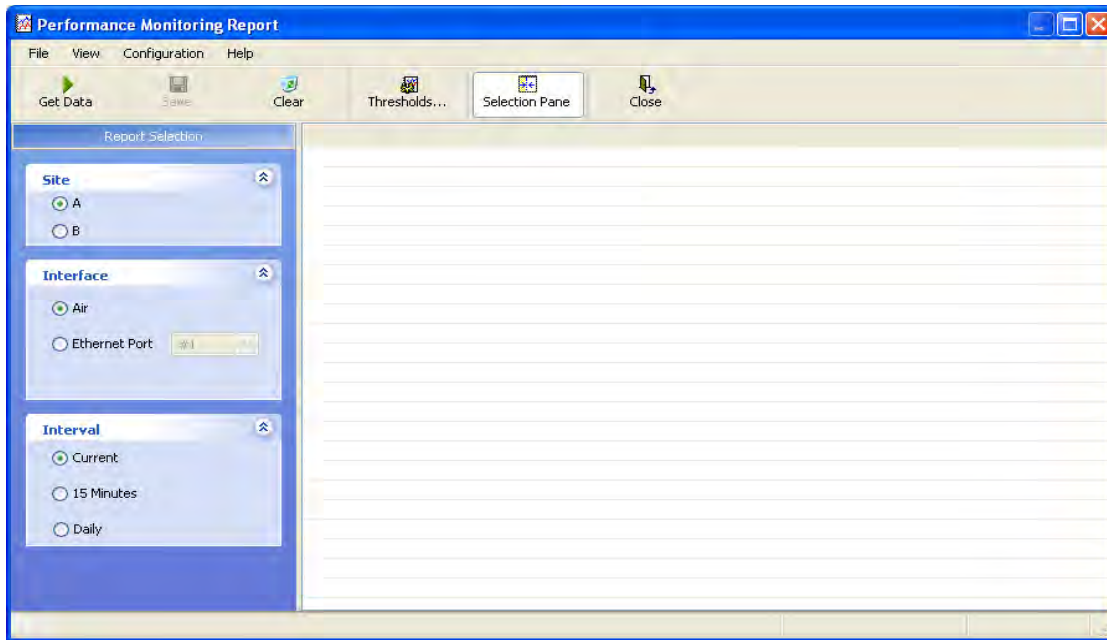 Performance Monitoring Report
File View Configuration Help
Get Data Save Clear Thresholds... Selection Pane Close
Report Selection
Site
A
B
Interface
Air
Ethernet Port #1
Interval
Current
15 Minutes
Daily